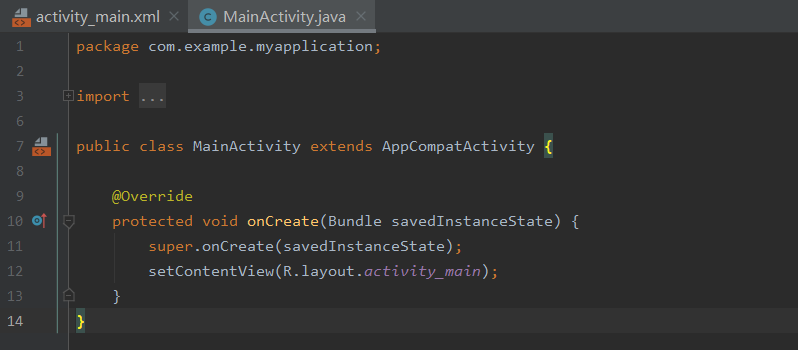 activity_main.xml MainActivity.java
1 package com.example.myapplication;
2
3 import ...
6
7 public class MainActivity extends AppCompatActivity {
8
9 @Override
10 protected void onCreate(Bundle savedInstanceState) {
11 super.onCreate(savedInstanceState);
12 setContentView(R.layout.activity_main);
13 }
14 }